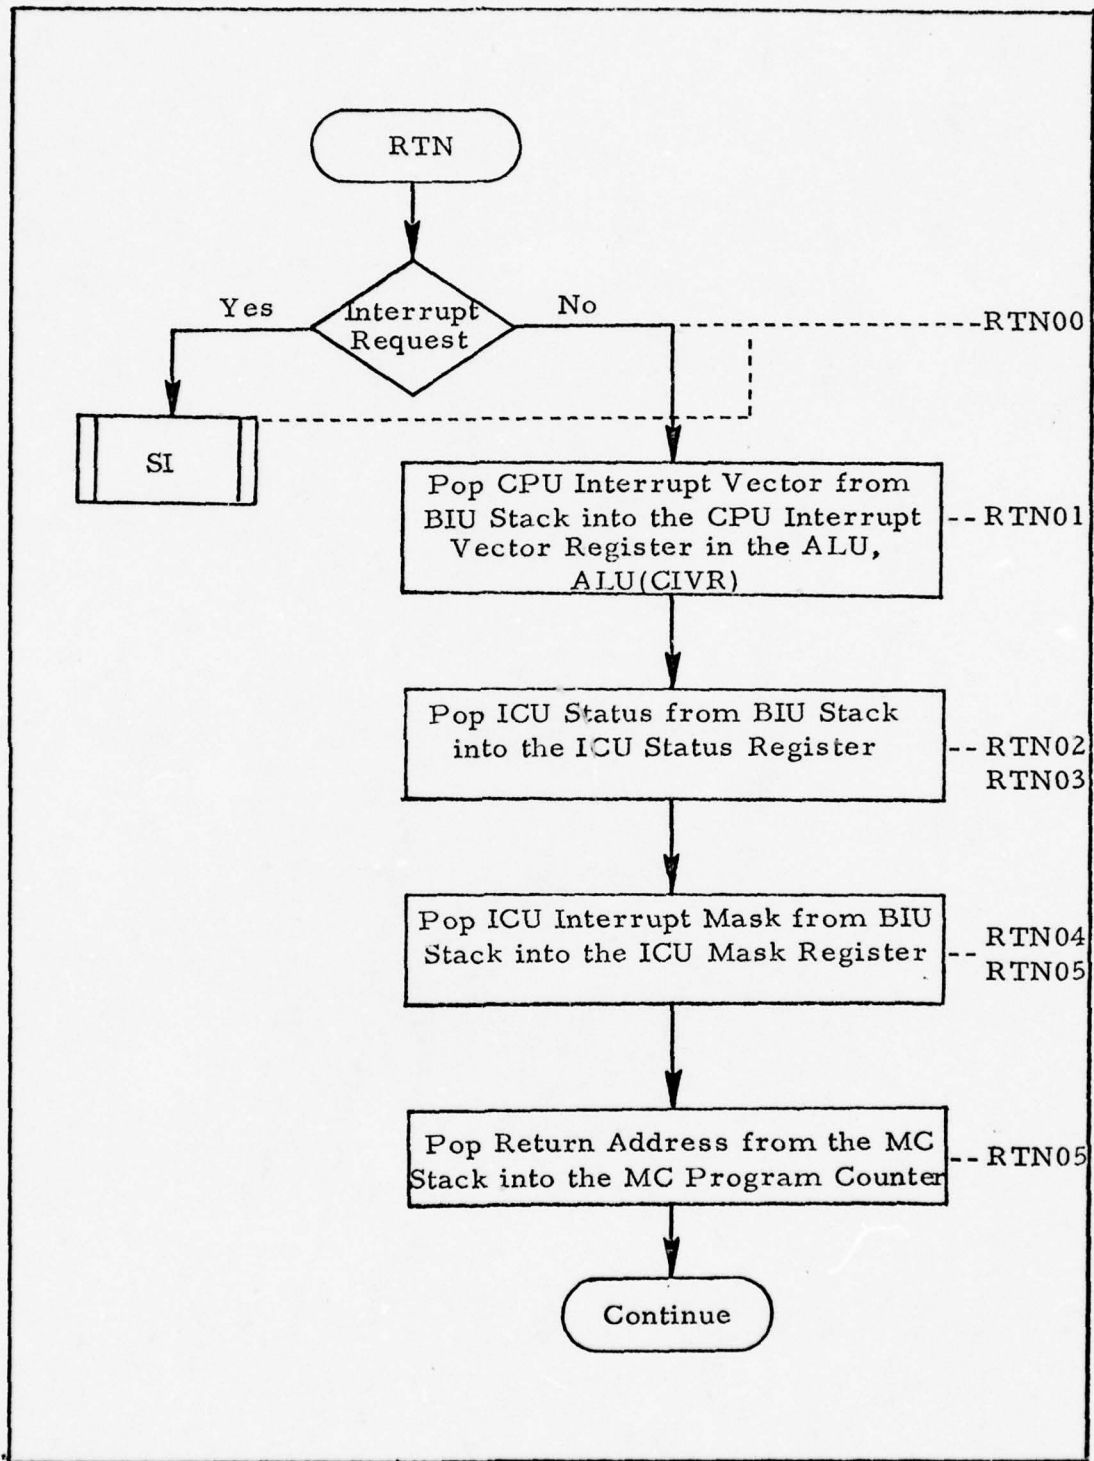 RTN
Interrupt
Request
Yes
No
RTN00
SI
Pop CPU Interrupt Vector from
BIU Stack into the CPU Interrupt
Vector Register in the ALU,
ALU(CIVR)
RTN01
Pop ICU Status from BIU Stack
into the ICU Status Register
RTN02
RTN03
Pop ICU Interrupt Mask from BIU
Stack into the ICU Mask Register
RTN04
RTN05
Pop Return Address from the MC
Stack into the MC Program Counter
RTN05
Continue